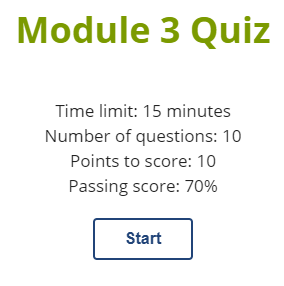 Module 3 Quiz
Time limit: 15 minutes
Number of questions: 10
Points to score: 10
Passing score: 70%
Start